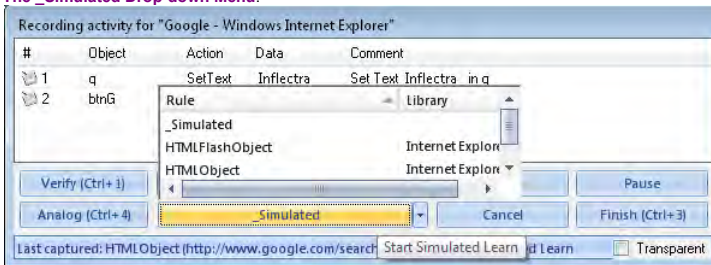 The _Simulated Drop-down Menu:
Recording activity for "Google - Windows Internet Explorer"
# Object Action Data Comment
1 q SetText Inflectra Set Text Inflectra in q
2 btnG
Rule Library
_Simulated
HTMLFlashObject Internet Explore
HTMLObject Internet Explore
Verify (Ctrl+1) Pause
Analog (Ctrl+4) _Simulated Cancel Finish (Ctrl+3)
Last captured: HTMLObject(http://www.google.com/search Start Simulated Learn d Learn Transparent